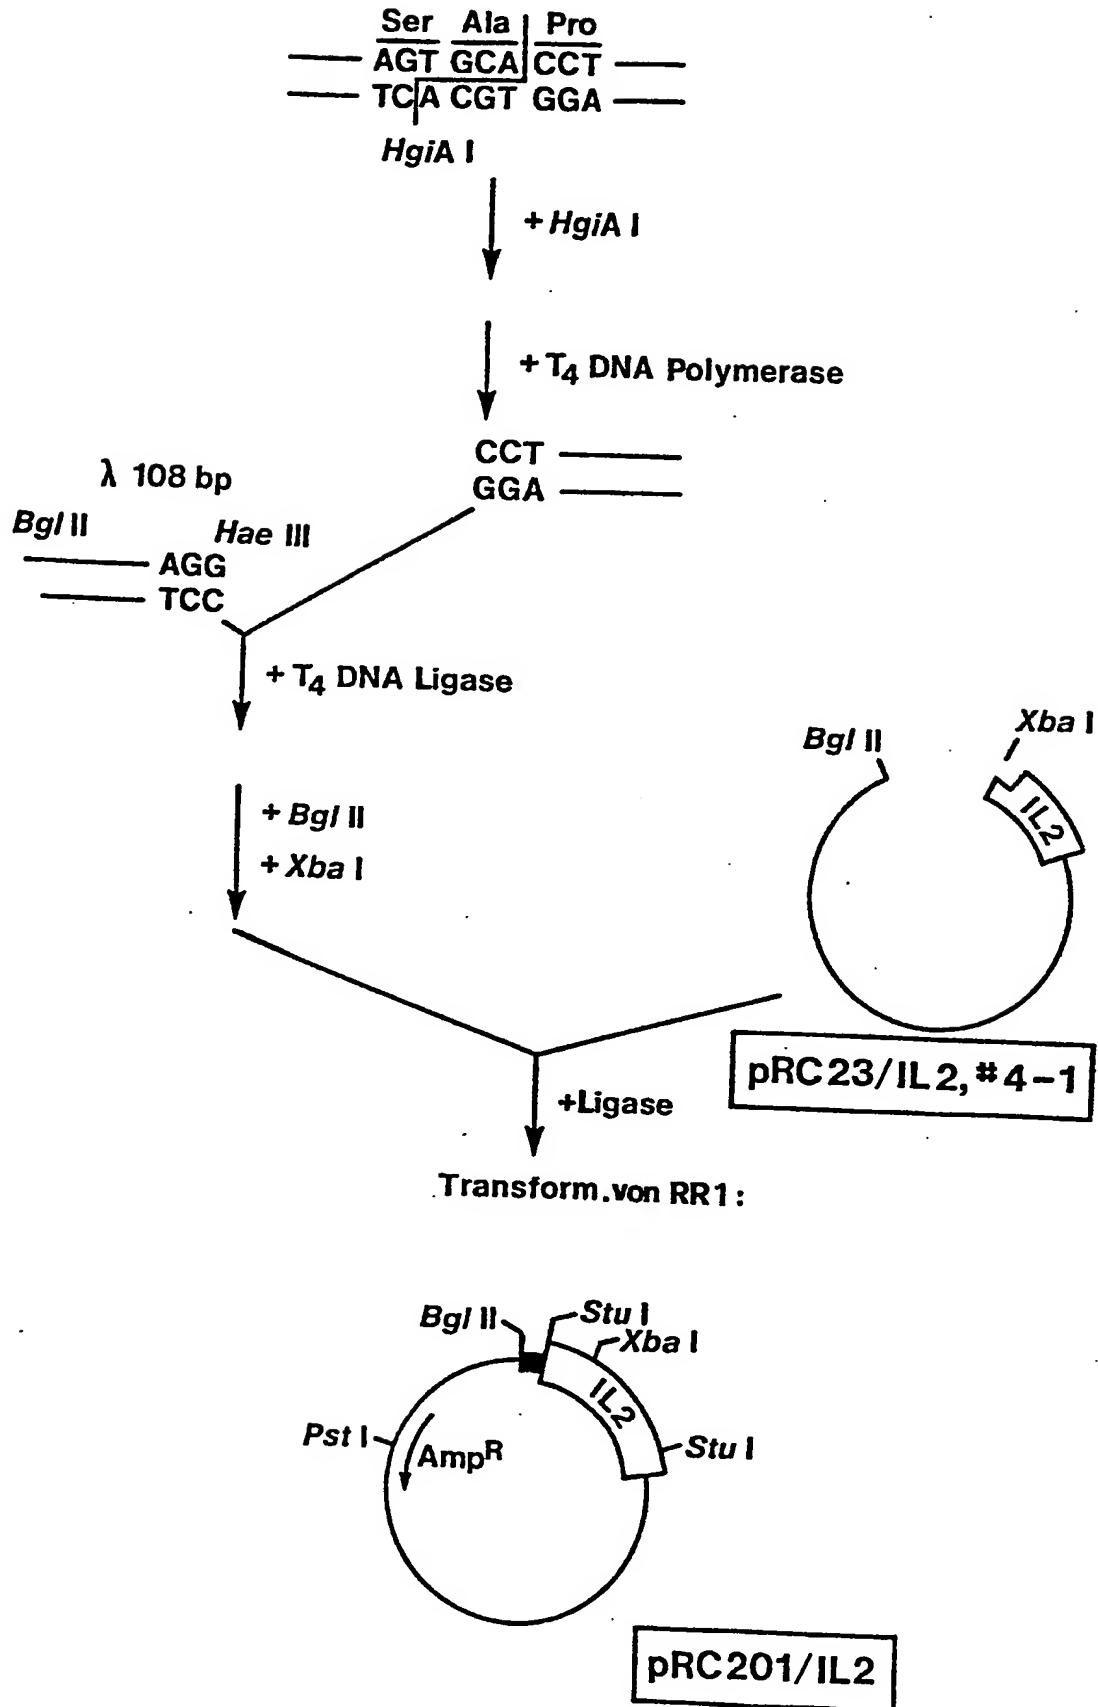 Ser Ala Pro
AGT GCA CCT
TCA CGT GGA
HgiA I
+ HgiA I
+ T4 DNA Polymerase
CCT
GGA
λ 108 bp
Bgl II
Hae III
AGG
TCC
+ T4 DNA Ligase
+ Bgl II
+ Xba I
Bgl II
Xba I
IL2
pRC23/IL2, #4-1
+Ligase
Transform.von RR1:
Bgl II
Stu I
Xba I
IL2
Pst I
AmpR
Stu I
pRC201/IL2